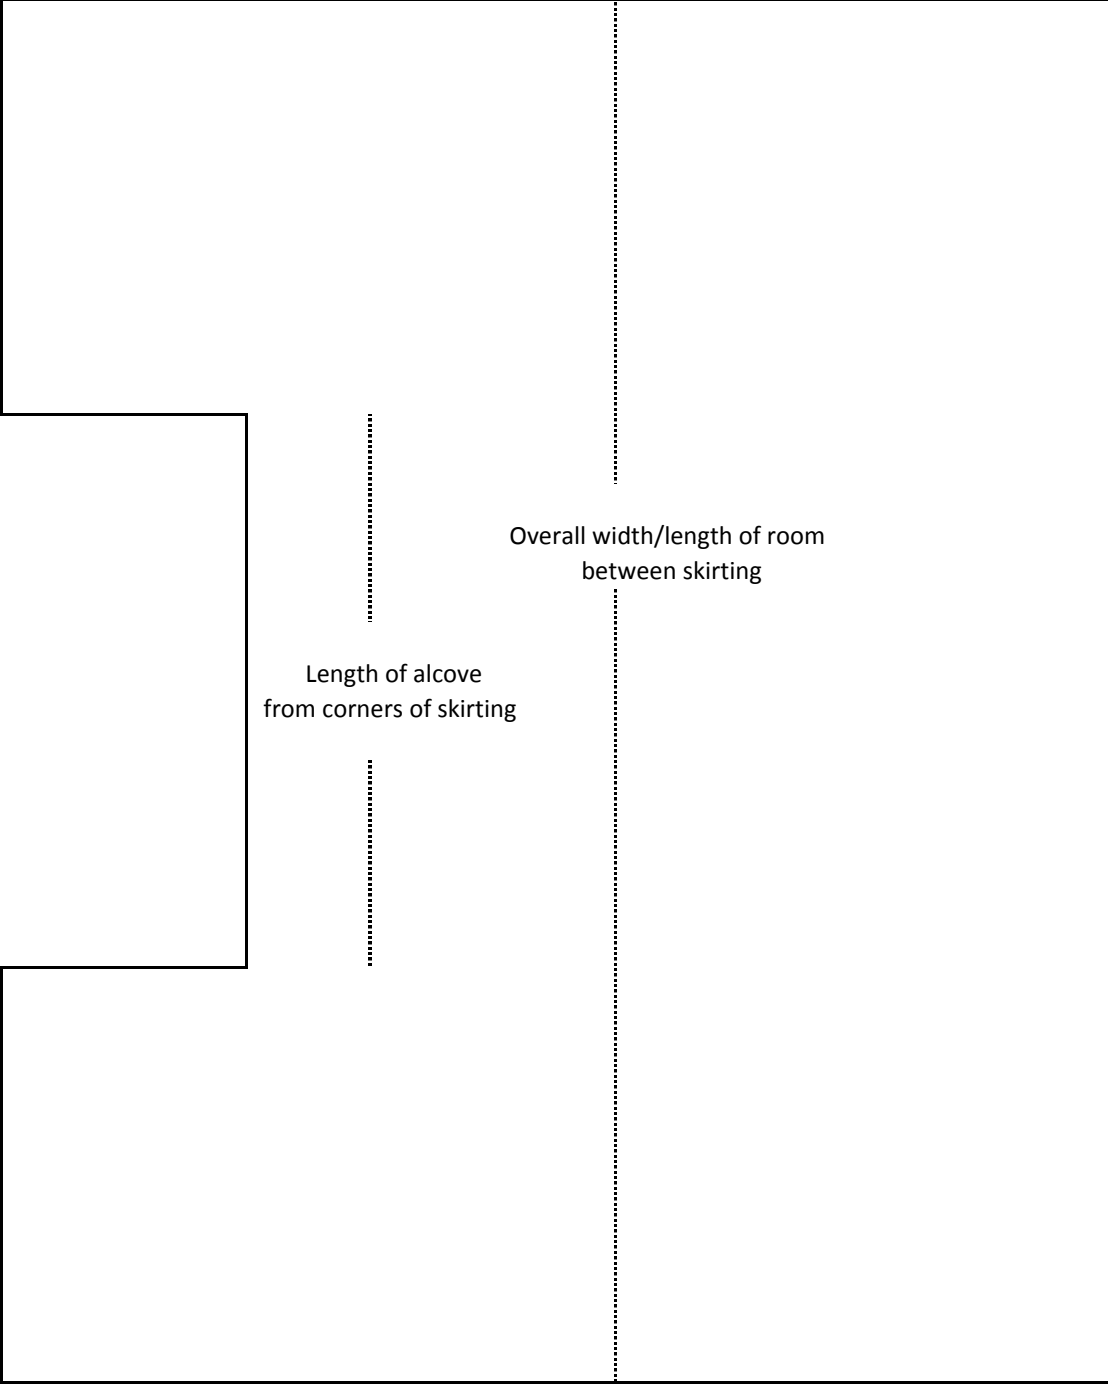 Overall width/length of room
between skirting
Length of alcove
from corners of skirting